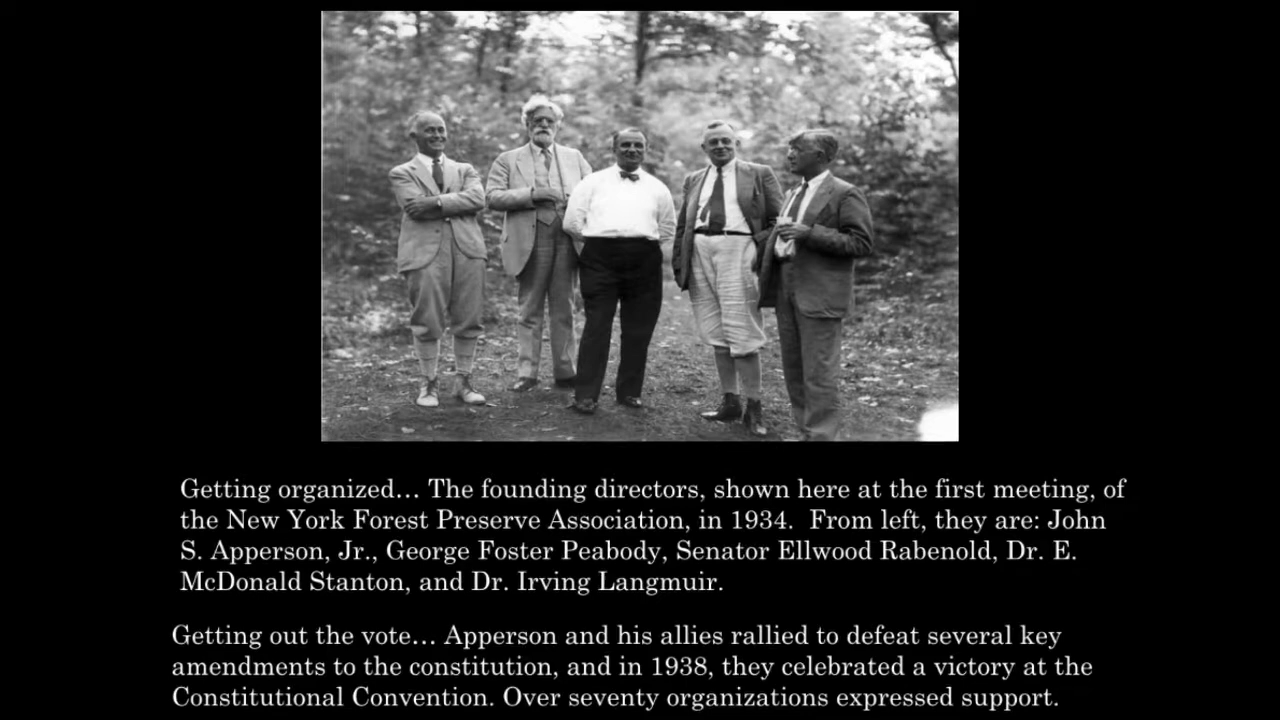 Getting organized… The founding directors, shown here at the first meeting, of
the New York Forest Preserve Association, in 1934.  From left, they are: John
S. Apperson, Jr., George Foster Peabody, Senator Ellwood Rabenold, Dr. E.
McDonald Stanton, and Dr. Irving Langmuir.
Getting out the vote… Apperson and his allies rallied to defeat several key
amendments to the constitution, and in 1938, they celebrated a victory at the
Constitutional Convention. Over seventy organizations expressed support.